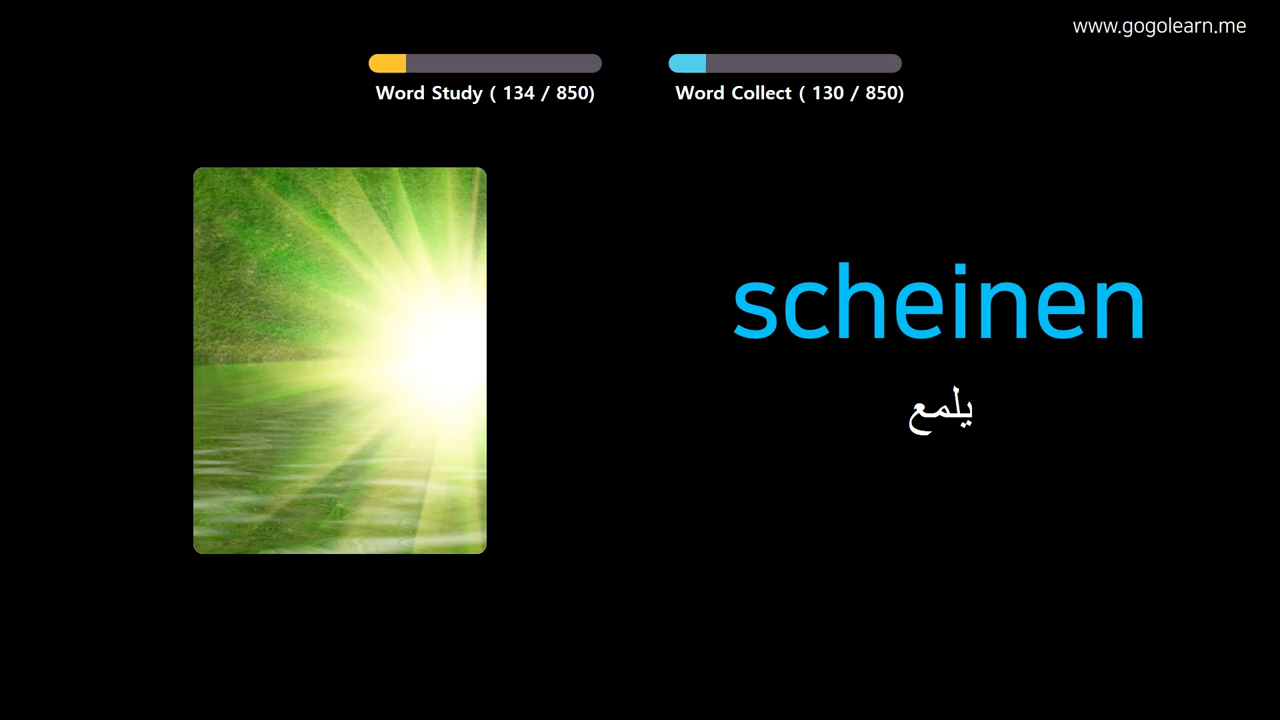 www.gogolearn.me
Word Study ( 134 / 850)
Word Collect ( 130 / 850)
scheinen
يلمع